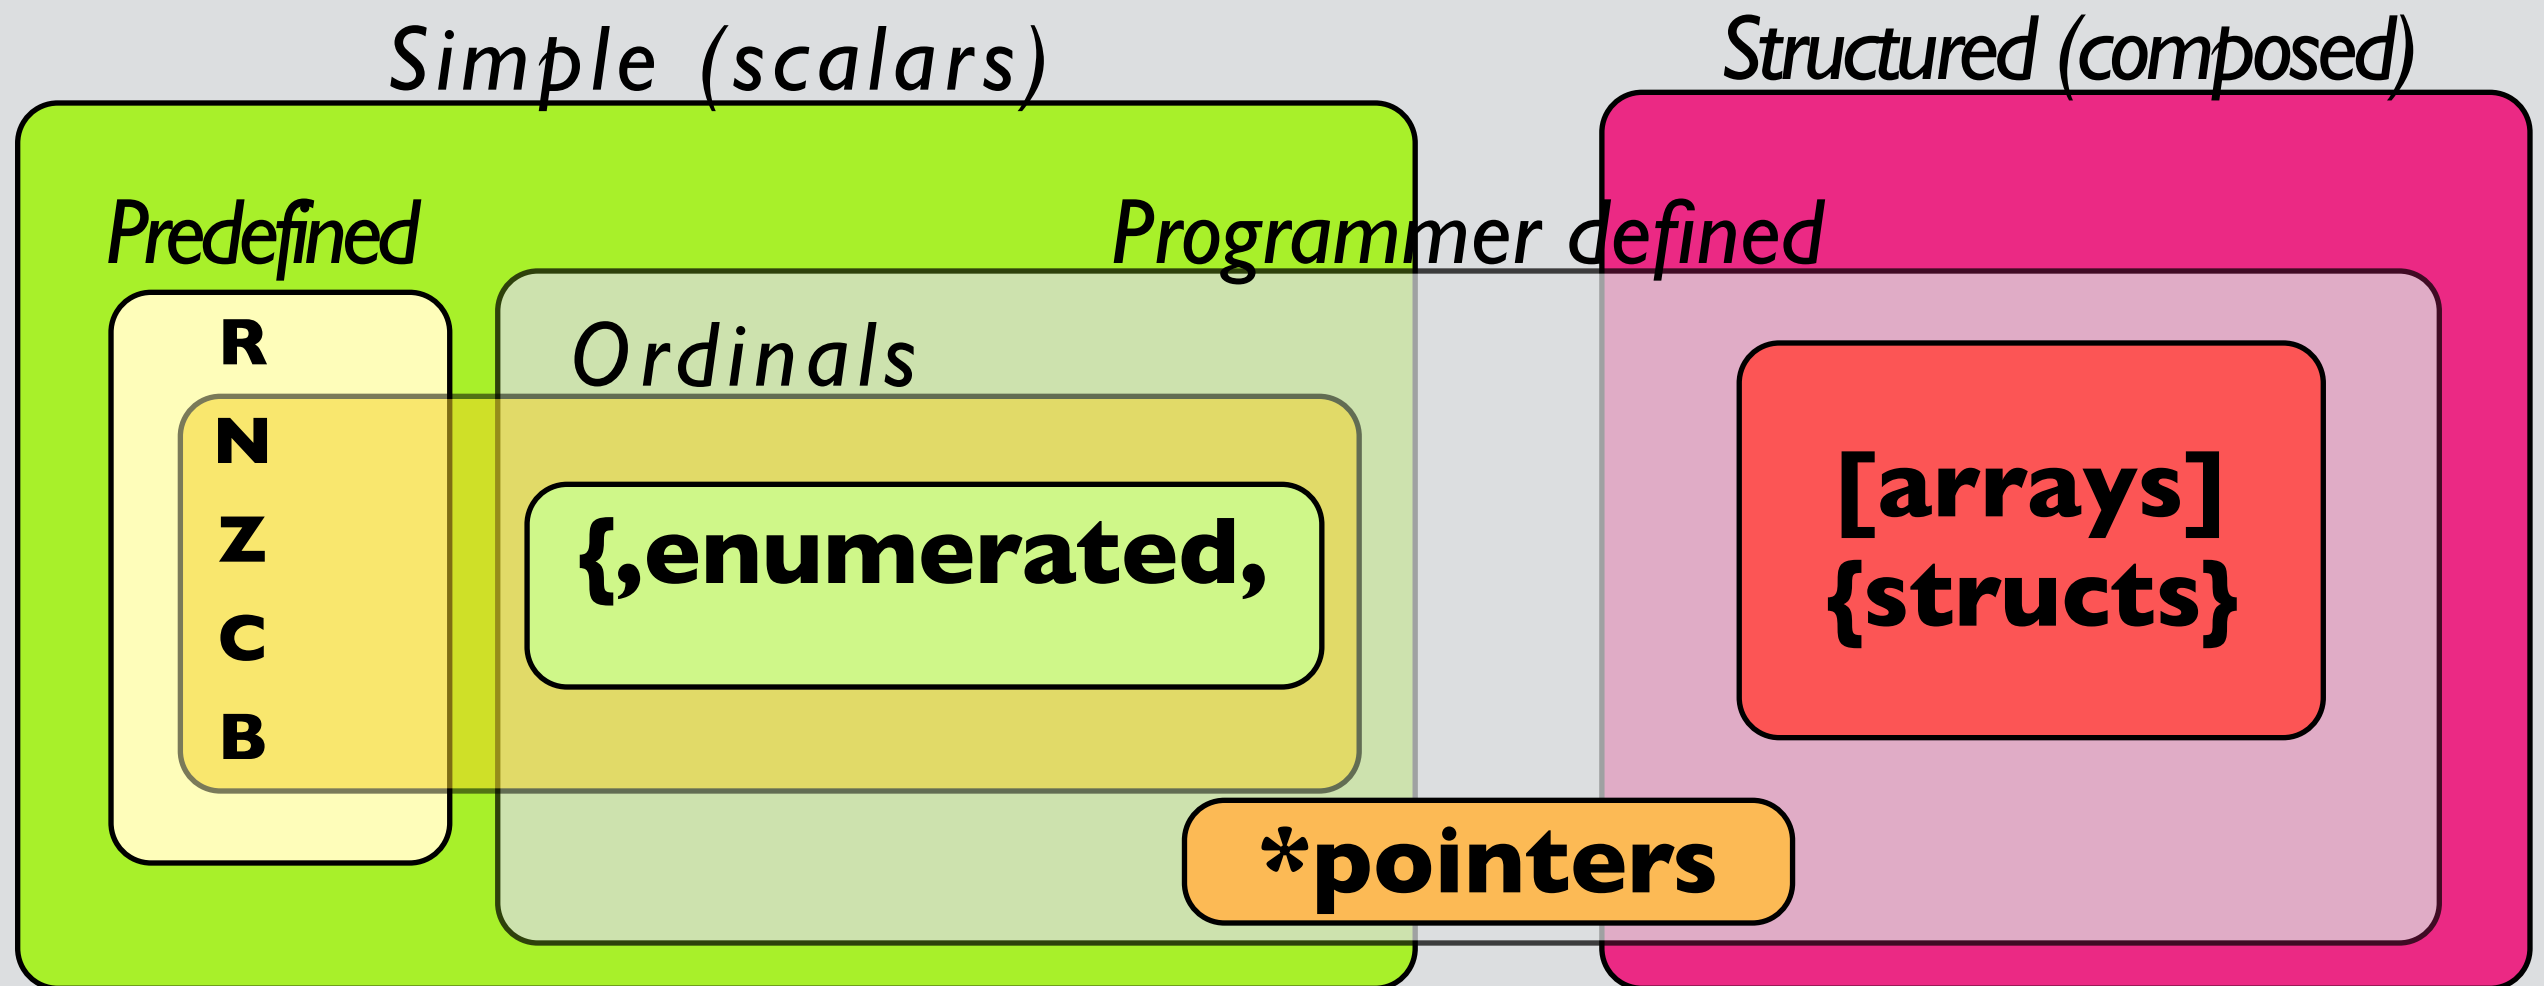 Simple (scalars)
Structured (composed)
Predefined
Programmer defined
Ordinals
R
N
Z
C
B
{,enumerated,
[arrays]
{structs}
*pointers